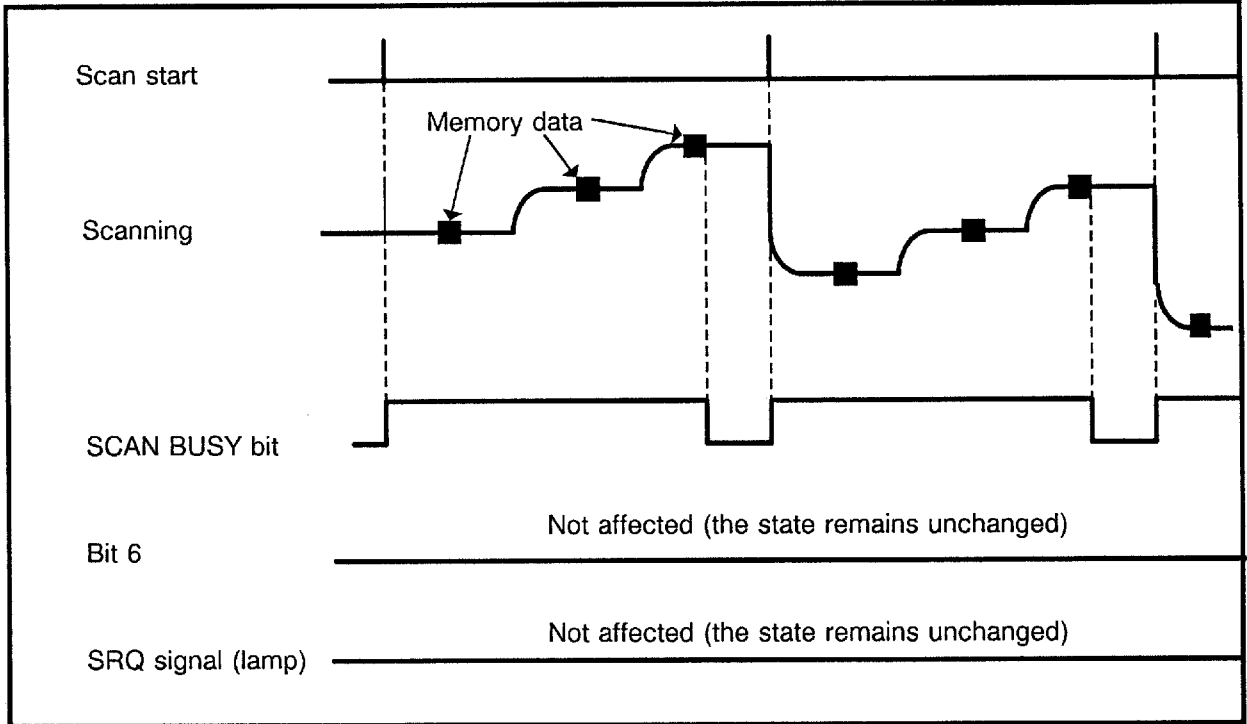 Scan start
Memory data
Scanning
SCAN BUSY bit
Not affected (the state remains unchanged)
Bit 6
Not affected (the state remains unchanged)
SRQ signal (lamp)